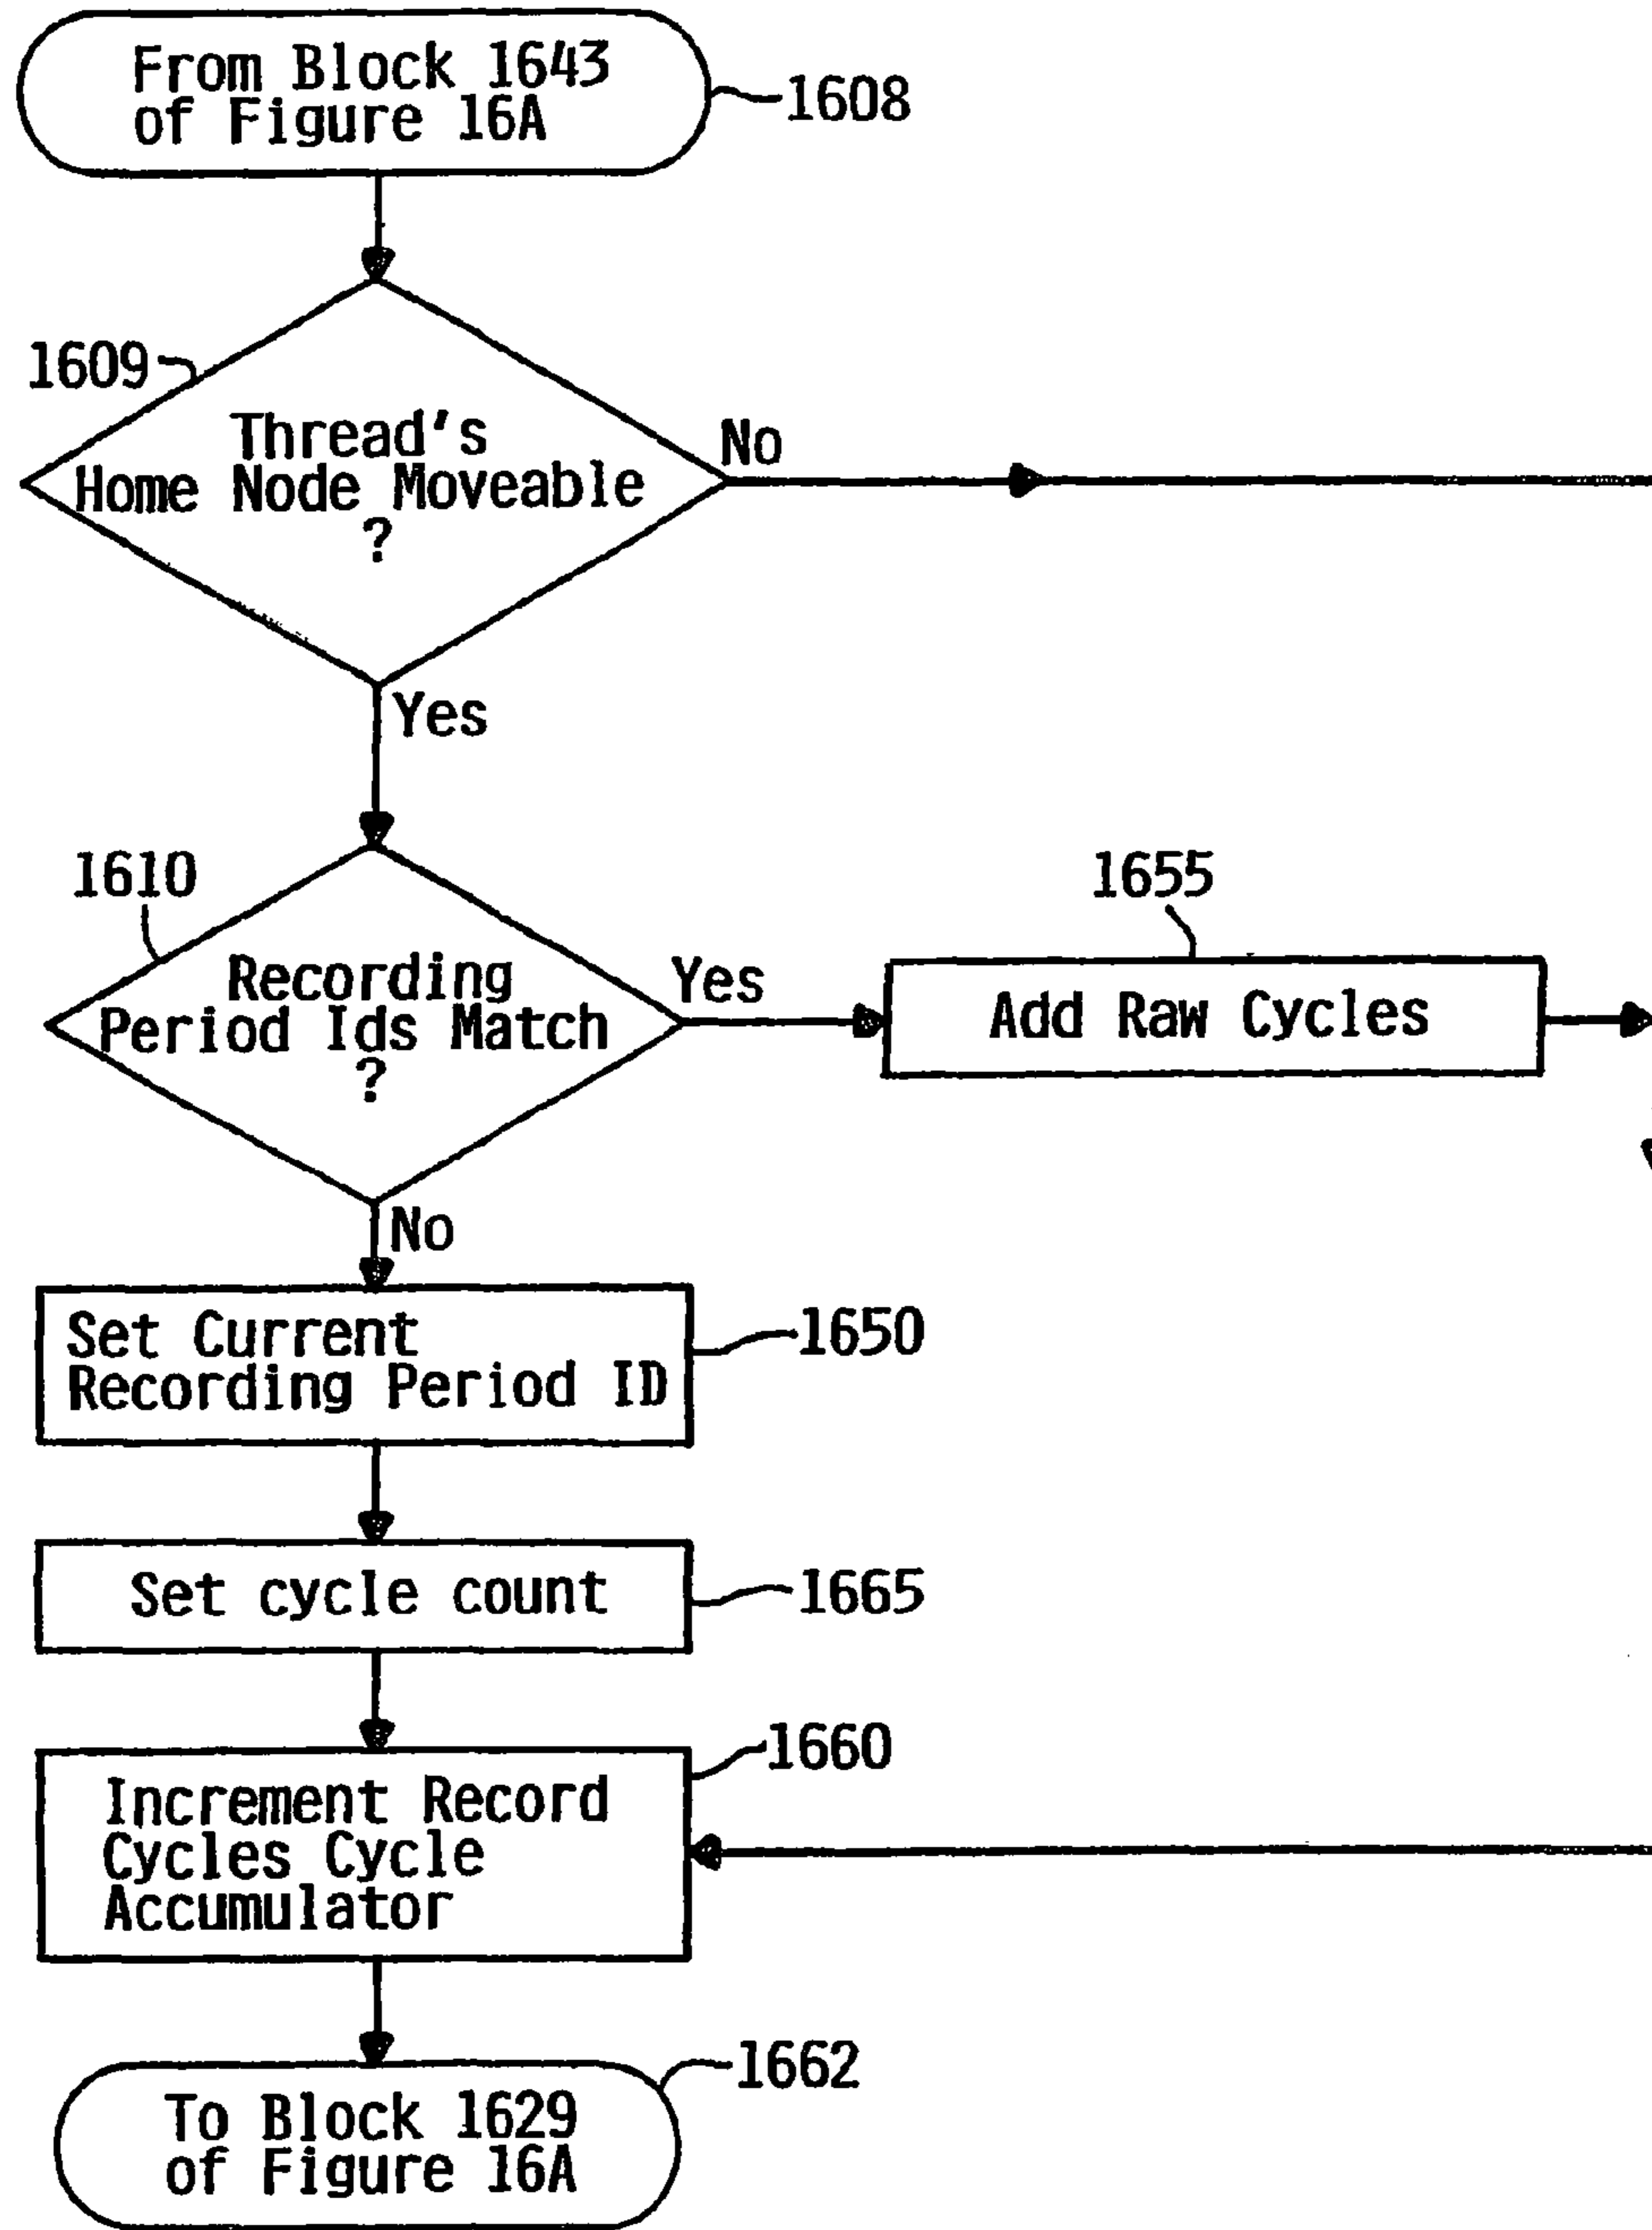 From Block 1643
of Figure 16A
1608
1609
Thread's
Home Node Moveable
?
No
Yes
1610
Recording
Period Ids Match
?
Yes
1655
Add Raw Cycles
No
Set Current
Recording Period ID
1650
Set cycle count
1665
1660
Increment Record
Cycles Cycle
Accumulator
1662
To Block 1629
of Figure 16A